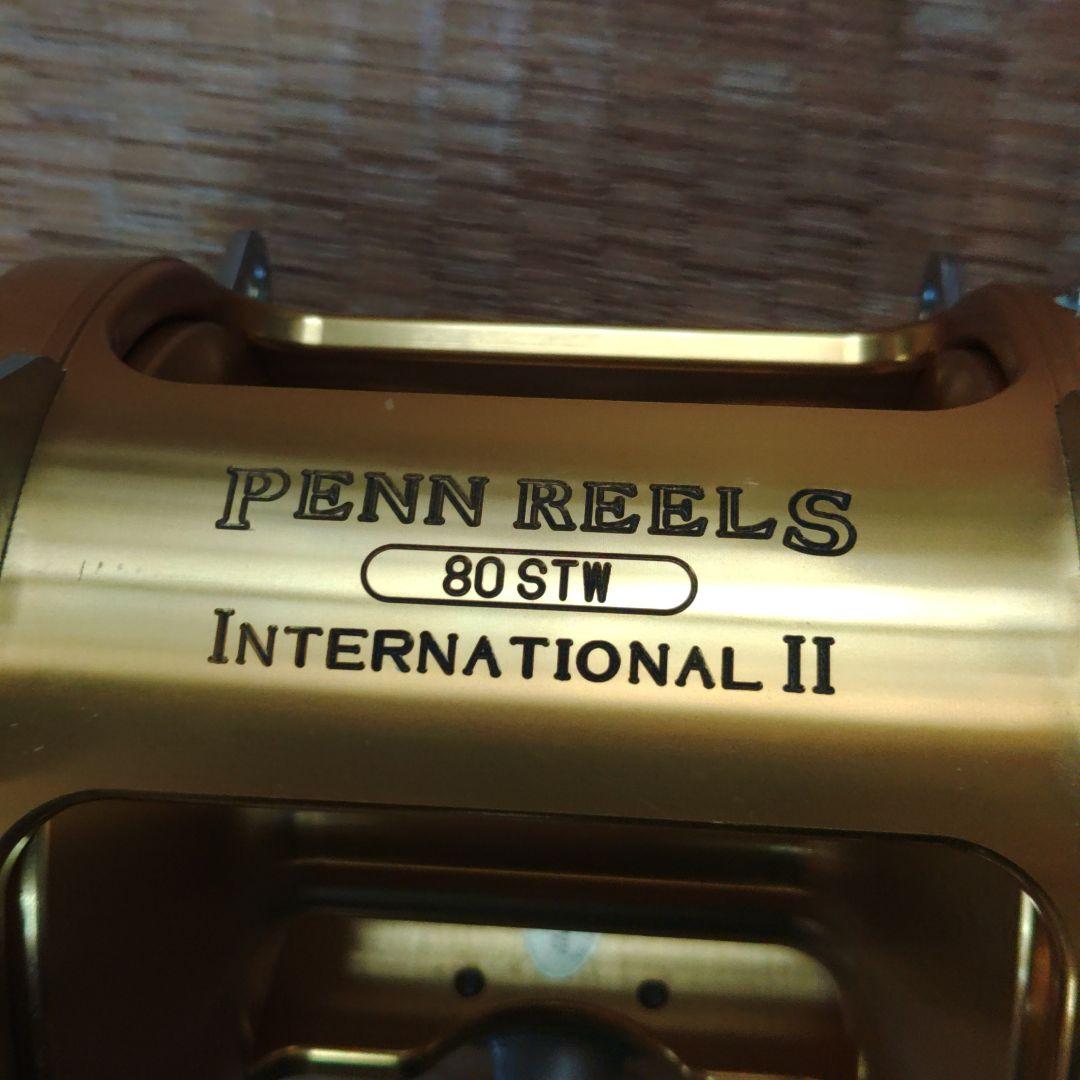 PENN REELS
80 STW
INTERNATIONAL II